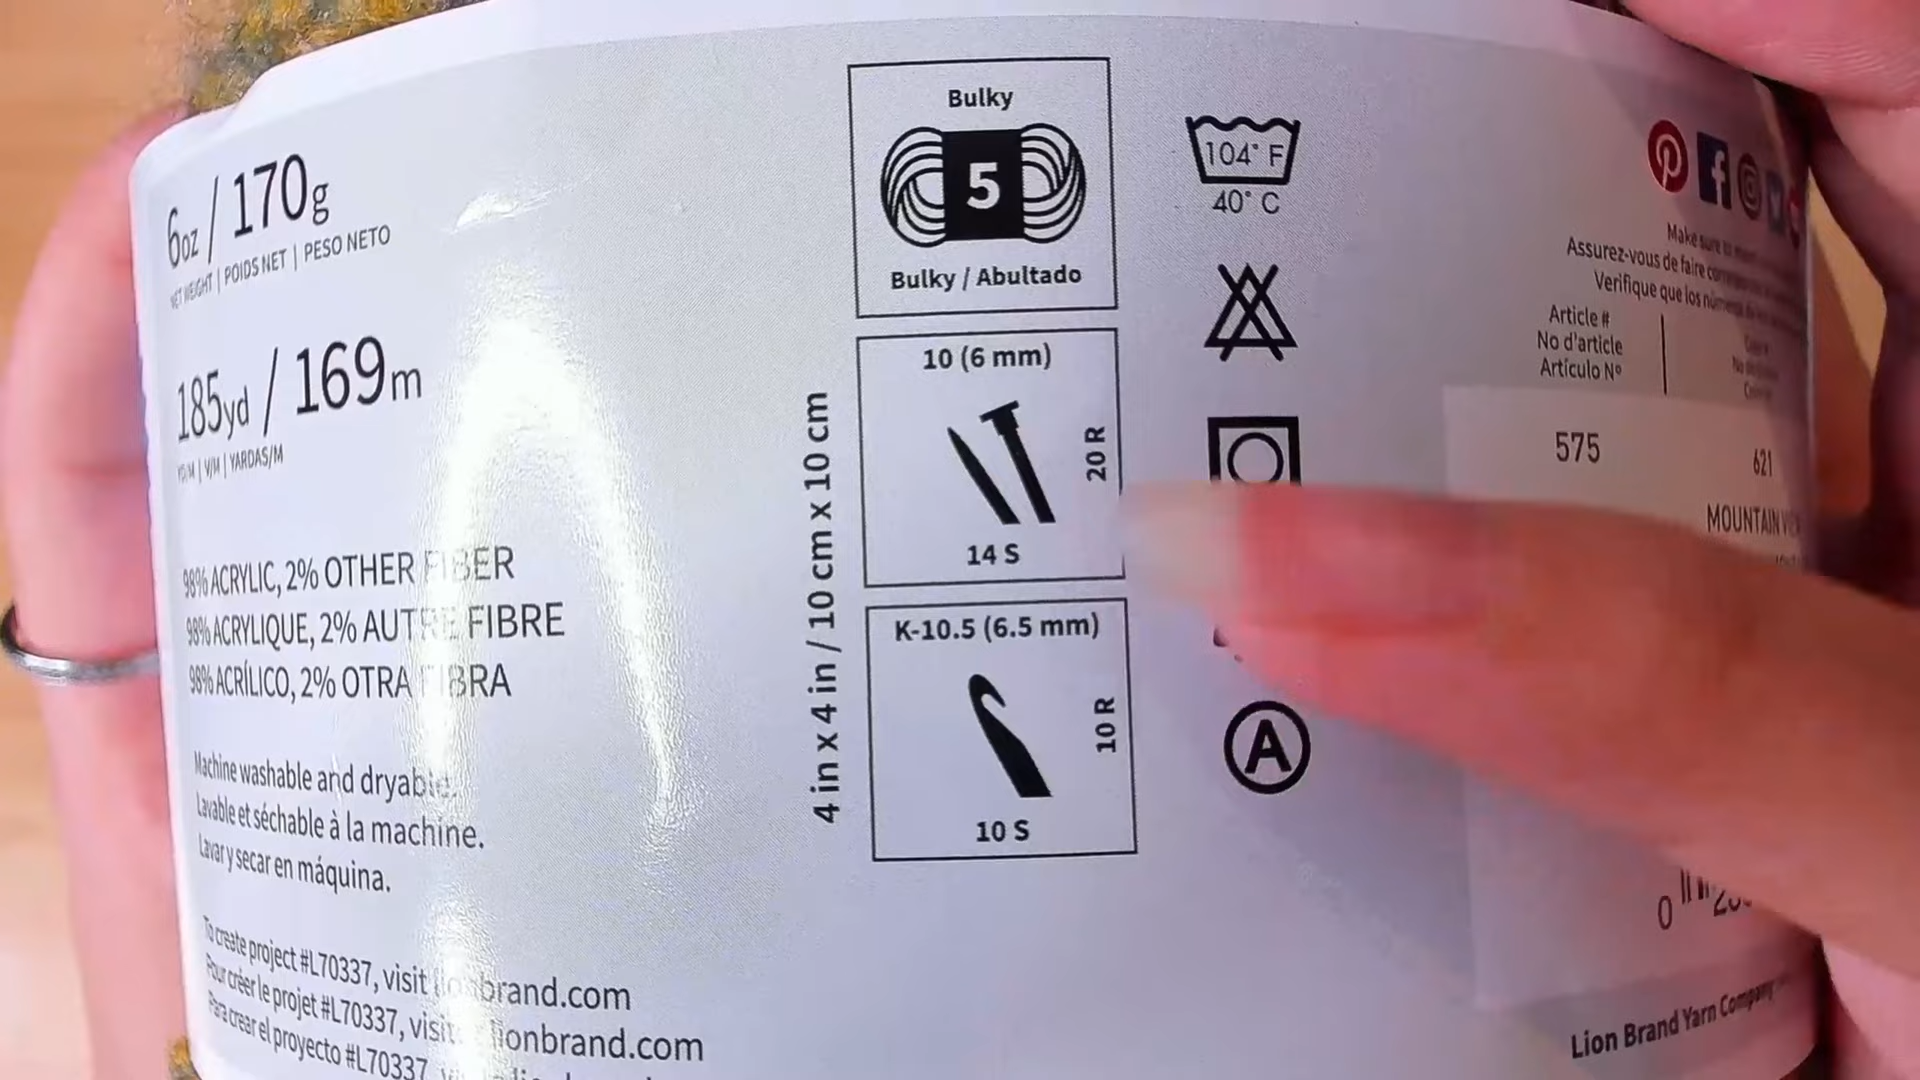 6oz / 170g
NET WEIGHT | POIDS NET | PESO NETO
185yd / 169m
YD/M | V/M | YARDAS/M
98% ACRYLIC, 2% OTHER FIBER
98% ACRYLIQUE, 2% AUTRE FIBRE
98% ACRÍLICO, 2% OTRA FIBRA
Machine washable and dryable.
Lavable et séchable à la machine.
Lavar y secar en máquina.
To create project #L70337, visit lionbrand.com
Pour créer le projet #L70337, visit lionbrand.com
Para crear el proyecto #L70337,
4 in x 4 in / 10 cm x 10 cm
Bulky
5
Bulky / Abultado
10 (6 mm)
20 R
14 S
K-10.5 (6.5 mm)
10 R
10 S
104° F
40° C
A
Make sure to
Assurez-vous de faire
Verifique que los
Article #
No d'article
Artículo Nº
575
621
MOUNTAIN
0
Lion Brand Yarn Company